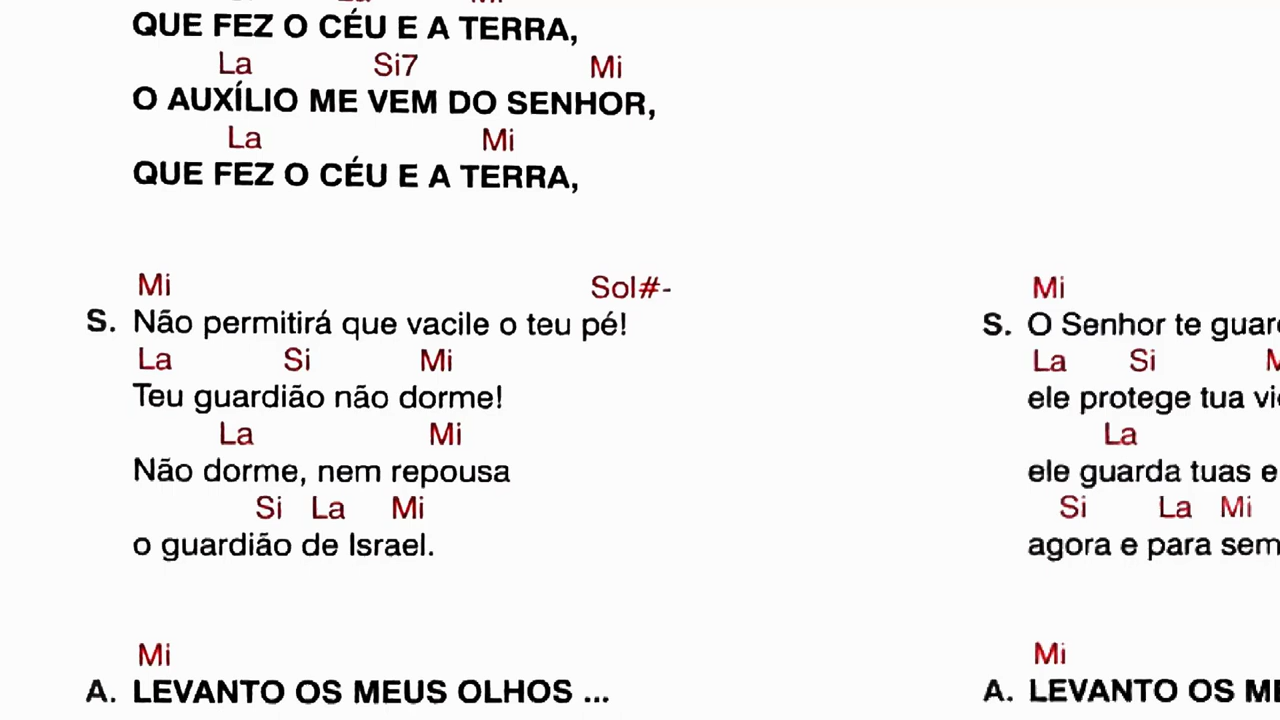 QUE FEZ O CÉU E A TERRA,
La Si7 Mi
O AUXÍLIO ME VEM DO SENHOR,
La Mi
QUE FEZ O CÉU E A TERRA,
Mi Sol#-
S. Não permitirá que vacile o teu pé!
La Si Mi
Teu guardião não dorme!
La Mi
Não dorme, nem repousa
Si La Mi
o guardião de Israel.
Mi
A. LEVANTO OS MEUS OLHOS ...
Mi
S. O Senhor te
La Si
ele protege tua
La
ele guarda tuas
Si La Mi
agora e para
Mi
A. LEVANTO OS